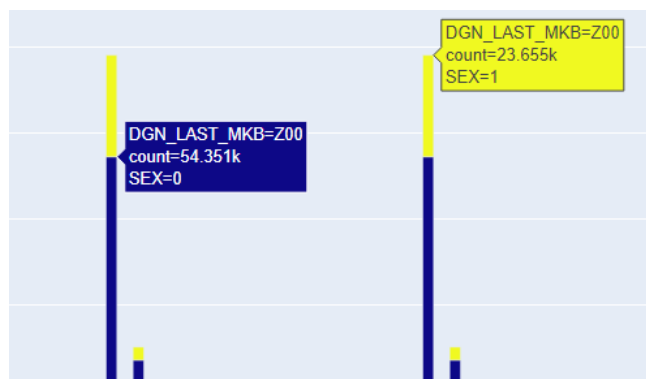 DGN_LAST_MKB=Z00
count=23.655k
SEX=1
DGN_LAST_MKB=Z00
count=54.351k
SEX=0